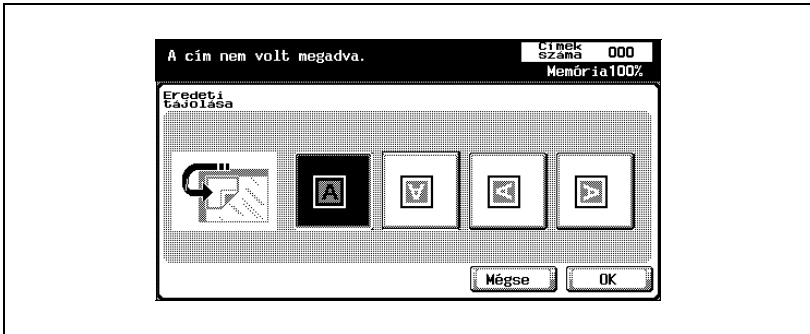 A cím nem volt megadva.
Címek száma 000
Memória100%
Eredeti
tájolása
A
A
A
A
Mégse
OK